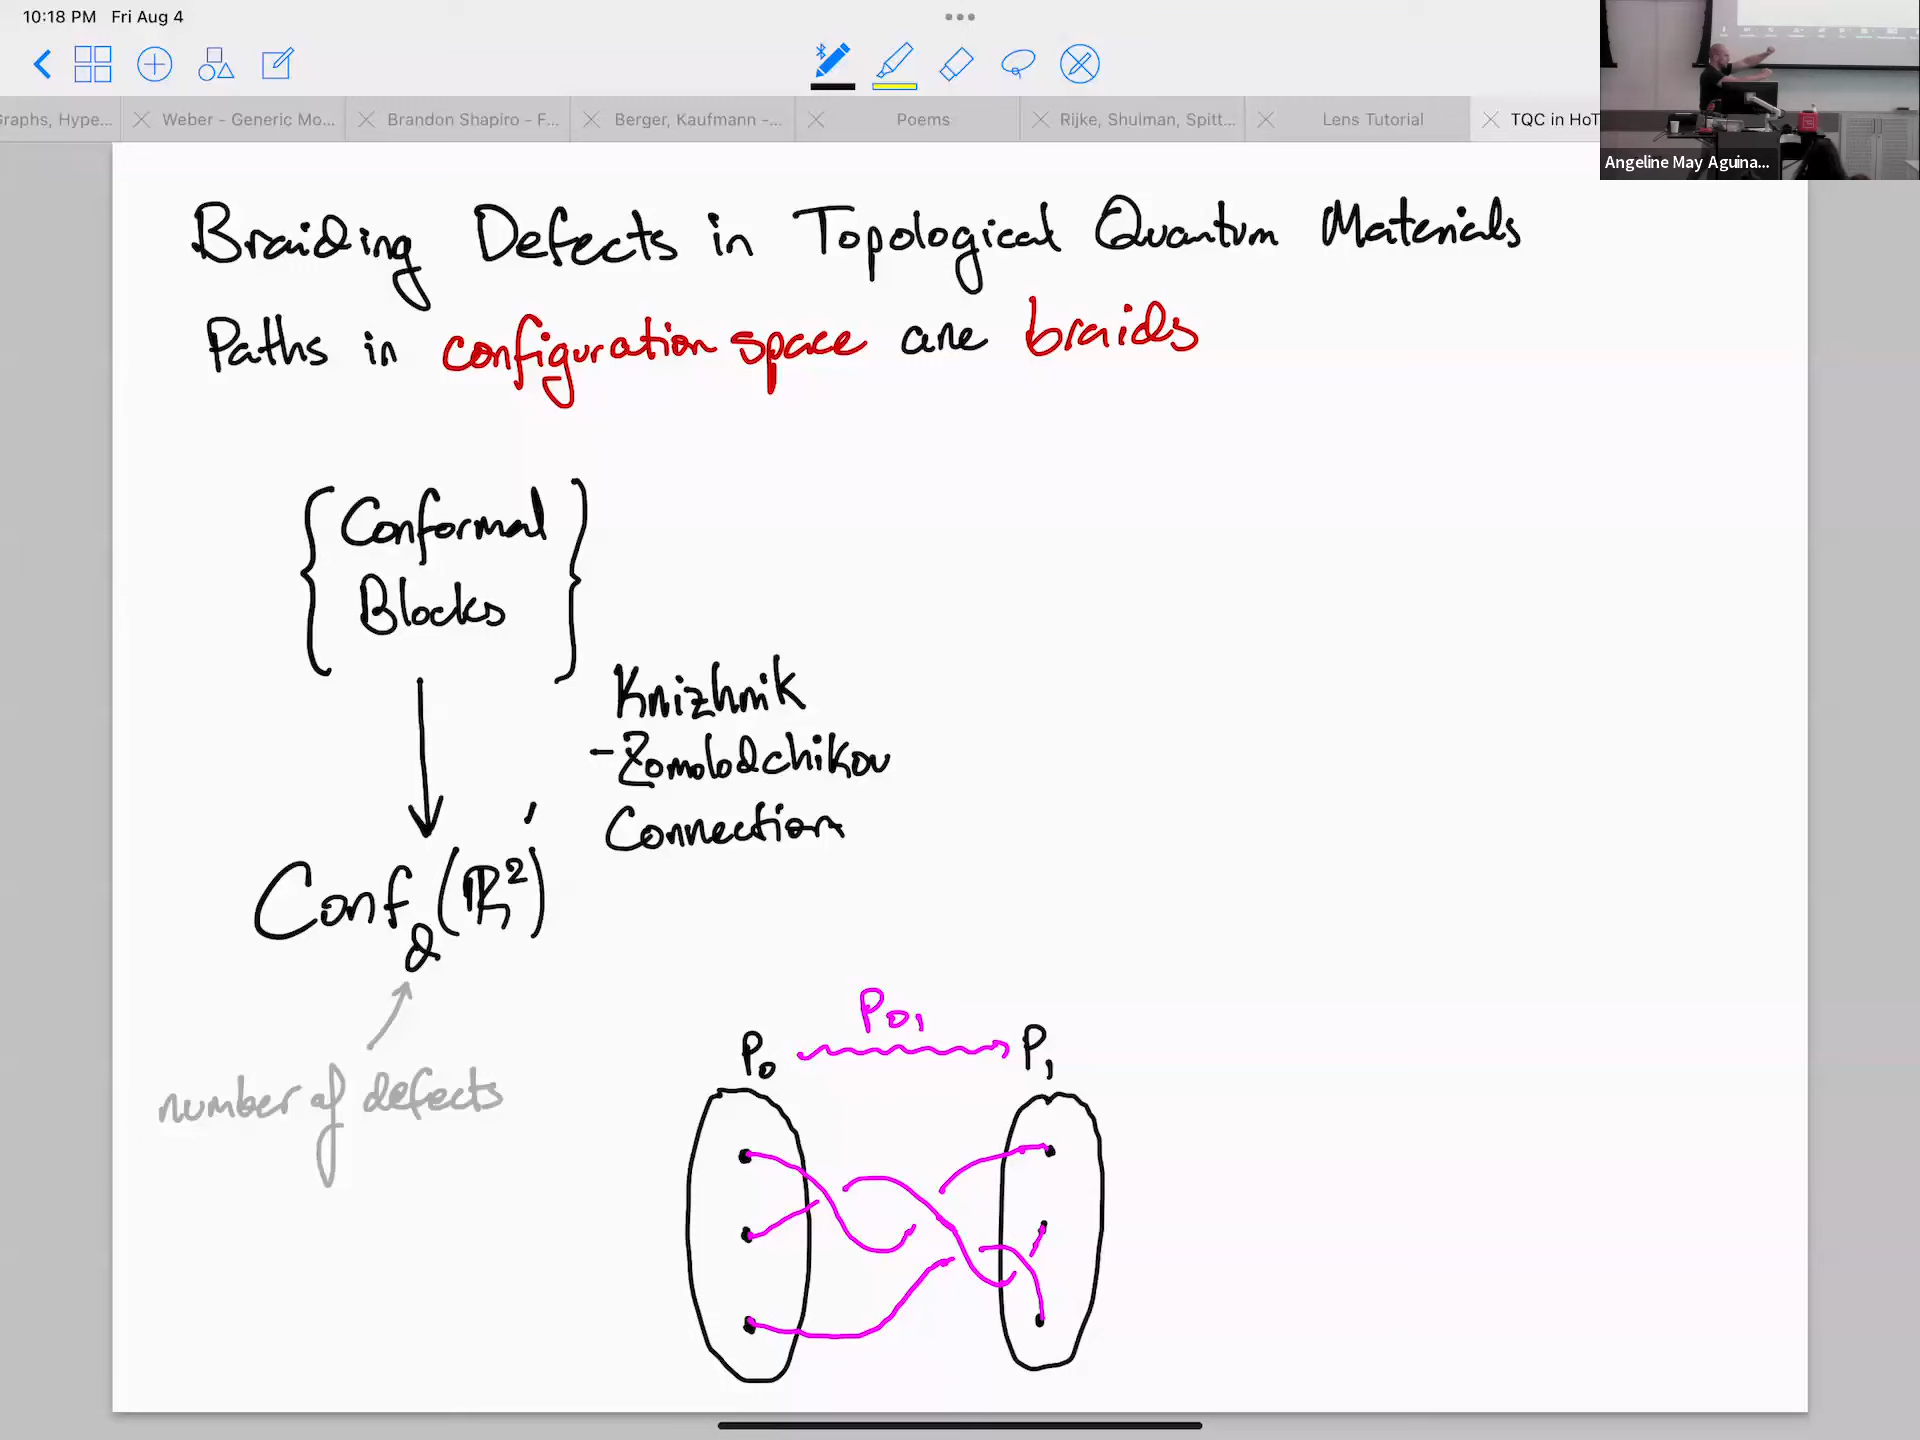 10:18 PM Fri Aug 4
Graphs, Hype...
Weber - Generic Mo...
Brandon Shapiro - F...
Berger, Kaufmann -...
Poems
Rijke, Shulman, Spitt...
Lens Tutorial
TQC in HoT
Angeline May Aguina...
Braiding Defects in Topological Quantum Materials
Paths in configuration space are braids
{Conformal
Blocks}
Knizhnik
-Zomolodchikov
Connection
Conf_d(ℝ²)
number of defects
P₀₁
P₀
P₁